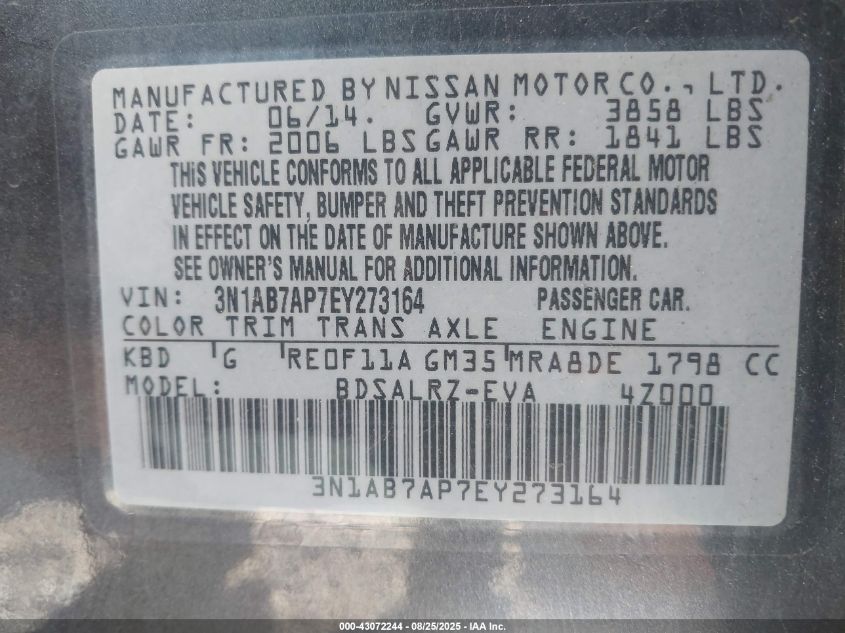 MANUFACTURED BY NISSAN MOTOR CO., LTD.
DATE: 06/14. GVWR: 3858 LBS
GAWR FR: 2006 LBS GAWR RR: 1841 LBS
THIS VEHICLE CONFORMS TO ALL APPLICABLE FEDERAL MOTOR
VEHICLE SAFETY, BUMPER AND THEFT PREVENTION STANDARDS
IN EFFECT ON THE DATE OF MANUFACTURE SHOWN ABOVE.
SEE OWNER'S MANUAL FOR ADDITIONAL INFORMATION.
VIN: 3N1AB7AP7EY273164 PASSENGER CAR.
COLOR TRIM TRANS AXLE ENGINE
KBD G RE0F11A GM35 MRA8DE 1798 CC
MODEL: BDSALRZ-EVA 4Z000
3N1AB7AP7EY273164
000-43072244 - 08/25/2025 - IAA Inc.